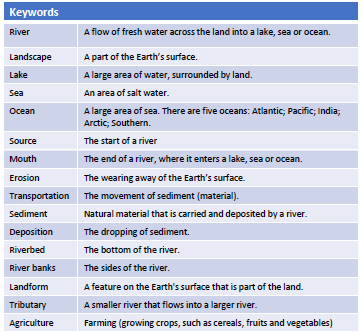 Keywords
River A flow of fresh water across the land into a lake, sea or ocean.
Landscape A part of the Earth's surface.
Lake A large area of water, surrounded by land.
Sea An area of salt water.
Ocean A large area of sea. There are five oceans: Atlantic; Pacific; India;
Arctic; Southern.
Source The start of a river
Mouth The end of a river, where it enters a lake, sea or ocean.
Erosion The wearing away of the Earth's surface.
Transportation The movement of sediment (material).
Sediment Natural material that is carried and deposited by a river.
Deposition The dropping of sediment.
Riverbed The bottom of the river.
River banks The sides of the river.
Landform A feature on the Earth's surface that is part of the land.
Tributary A smaller river that flows into a larger river.
Agriculture Farming (growing crops, such as cereals, fruits and vegetables)